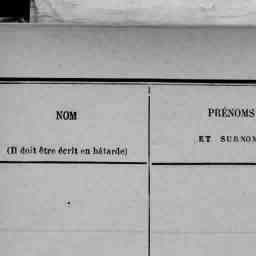 NOM
(Il doit être écrit en bâtarde)
PRÉNOMS
ET SURNOM